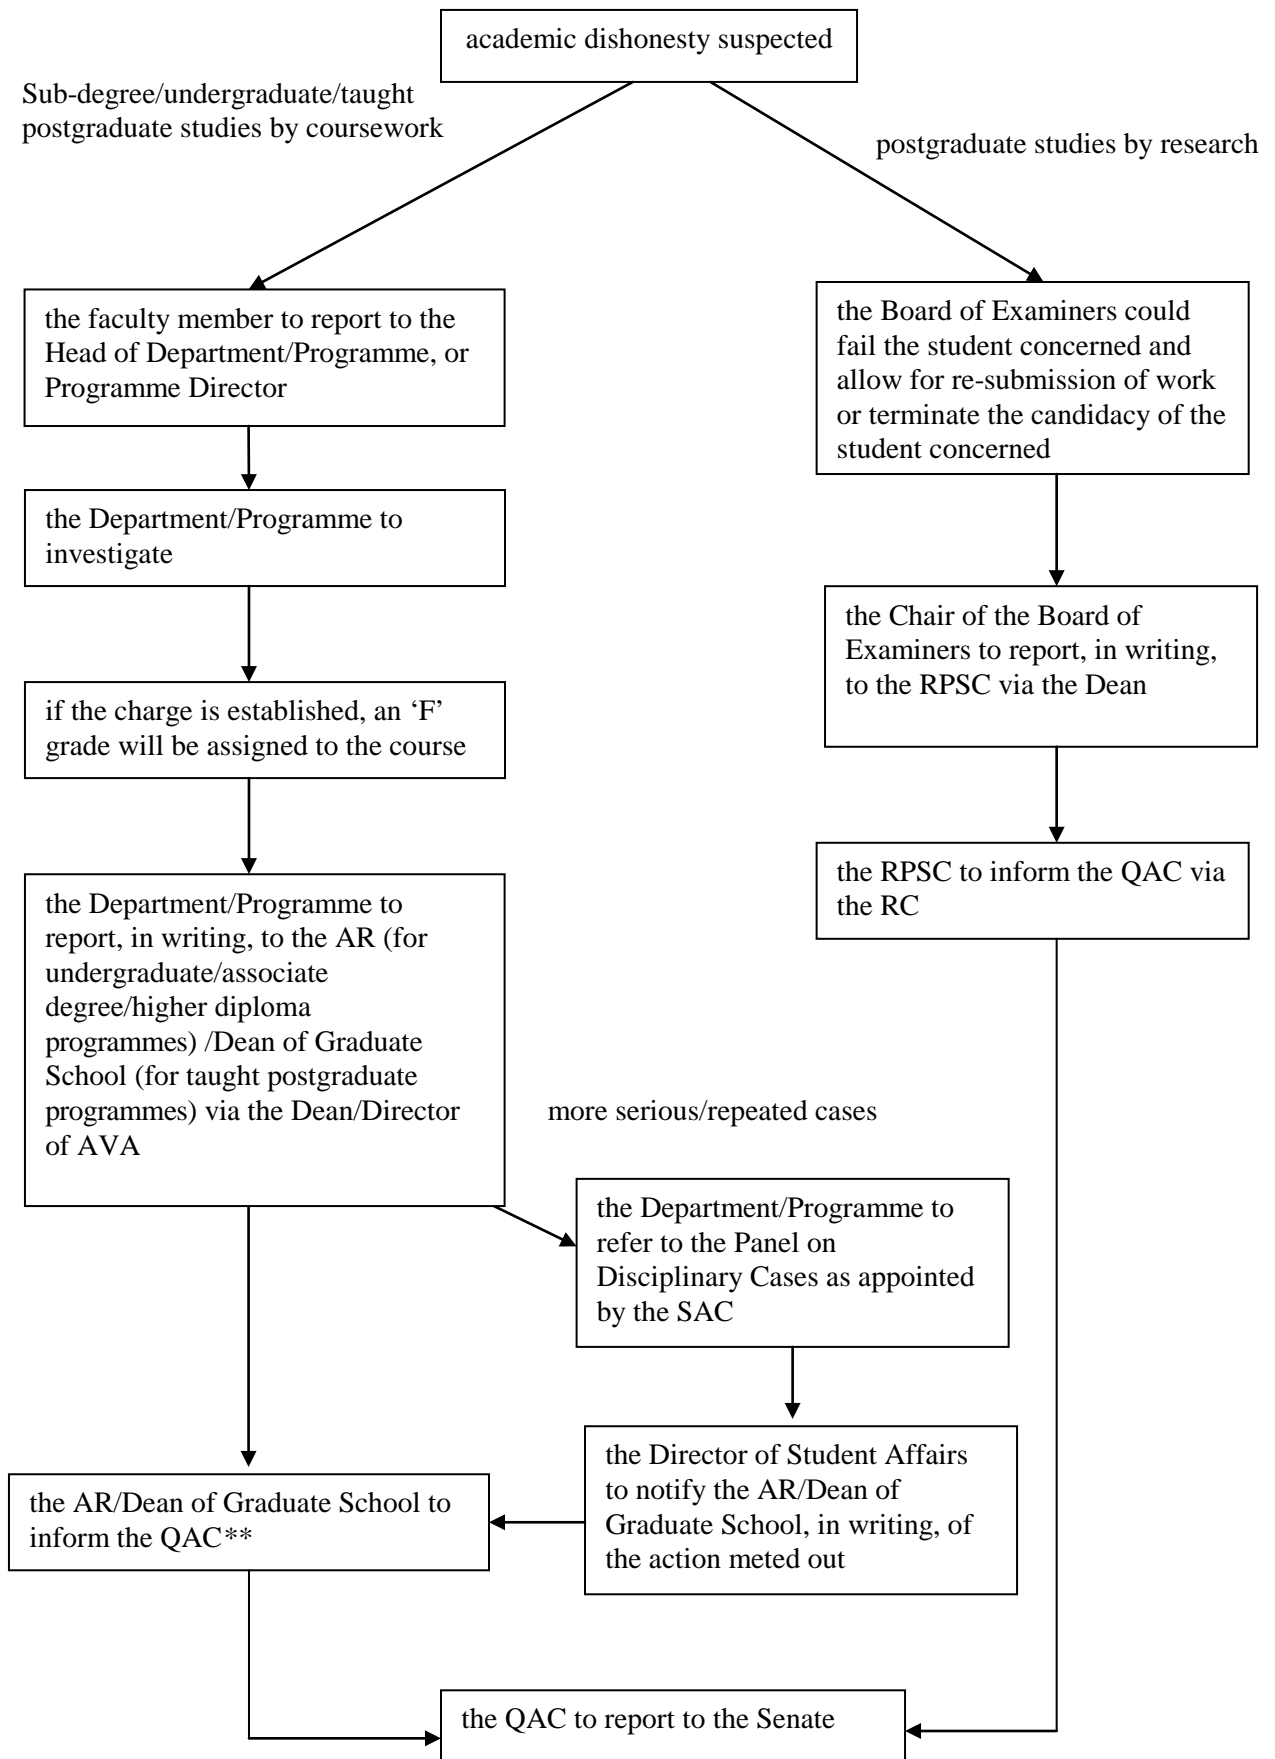 academic dishonesty suspected
Sub-degree/undergraduate/taught
postgraduate studies by coursework
postgraduate studies by research
the faculty member to report to the
Head of Department/Programme, or
Programme Director
the Board of Examiners could
fail the student concerned and
allow for re-submission of work
or terminate the candidacy of the
student concerned
the Department/Programme to
investigate
the Chair of the Board of
Examiners to report, in writing,
to the RPSC via the Dean
if the charge is established, an ‘F’
grade will be assigned to the course
the RPSC to inform the QAC via
the RC
the Department/Programme to
report, in writing, to the AR (for
undergraduate/associate
degree/higher diploma
programmes) /Dean of Graduate
School (for taught postgraduate
programmes) via the Dean/Director
of AVA
more serious/repeated cases
the Department/Programme to
refer to the Panel on
Disciplinary Cases as appointed
by the SAC
the Director of Student Affairs
to notify the AR/Dean of
Graduate School, in writing, of
the action meted out
the AR/Dean of Graduate School to
inform the QAC**
the QAC to report to the Senate